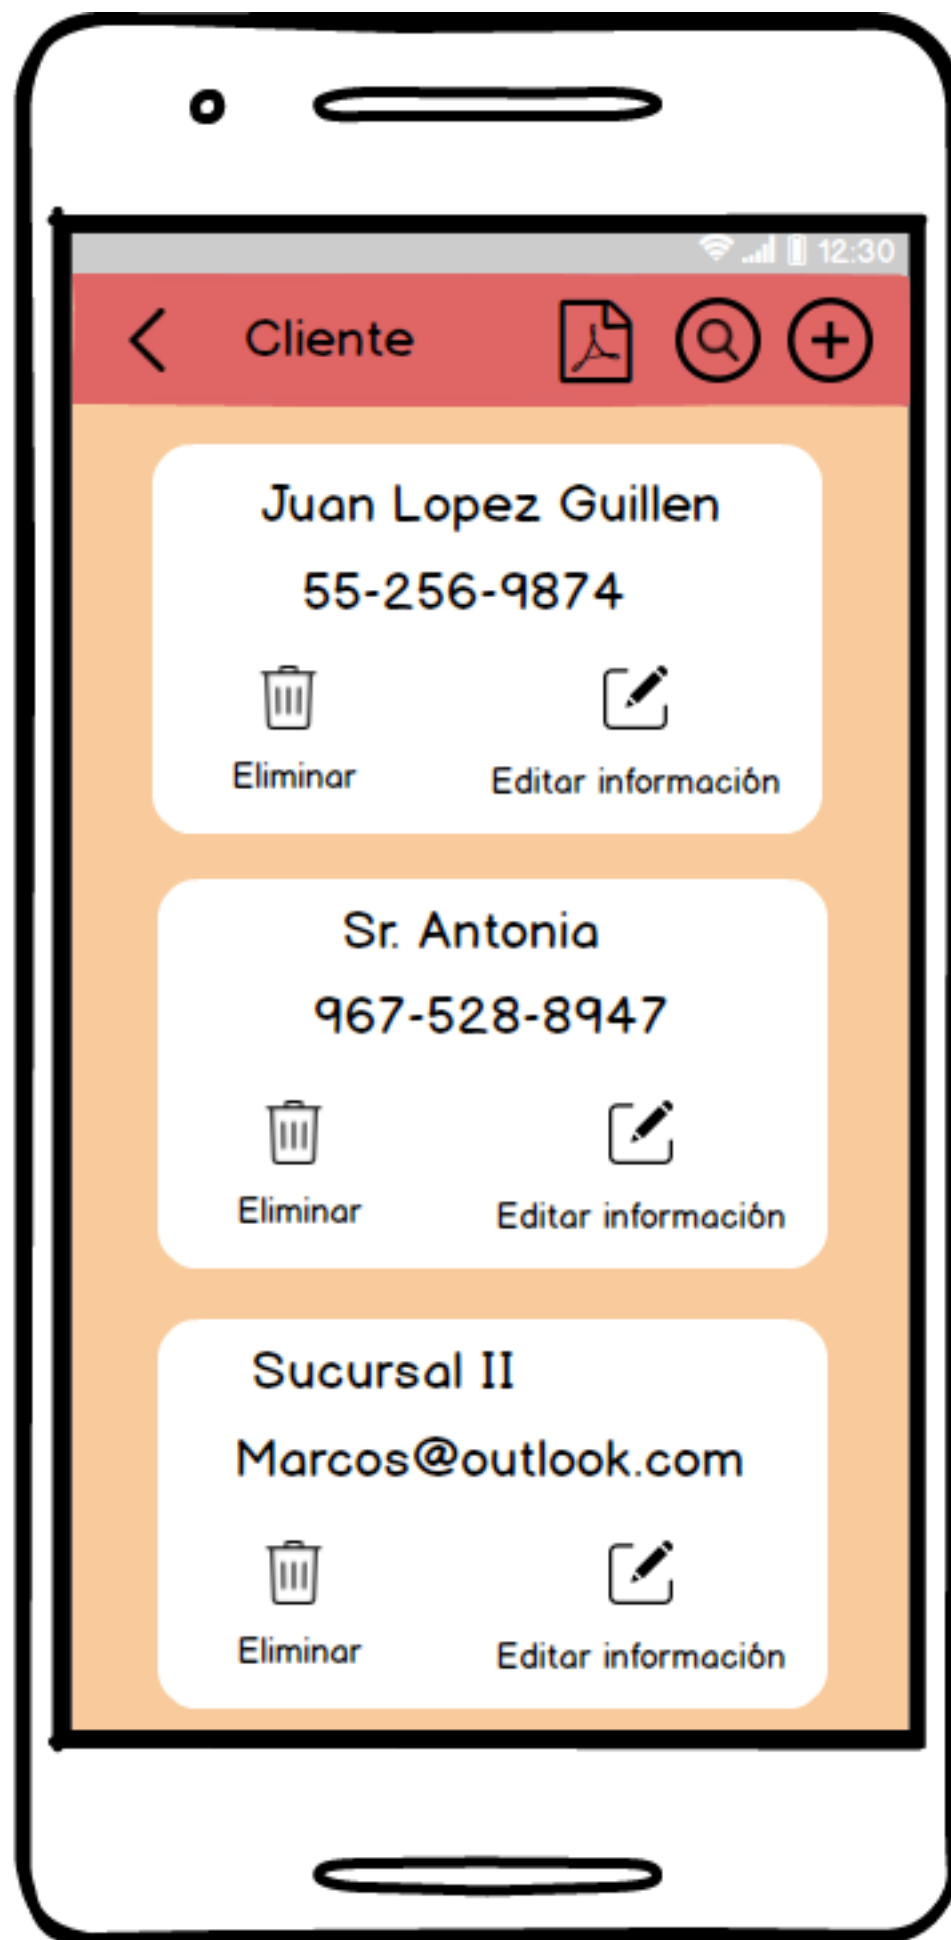 12:30
Cliente
Juan Lopez Guillen
55-256-9874
Eliminar
Editar información
Sr. Antonia
967-528-8947
Eliminar
Editar información
Sucursal II
Marcos@outlook.com
Eliminar
Editar información